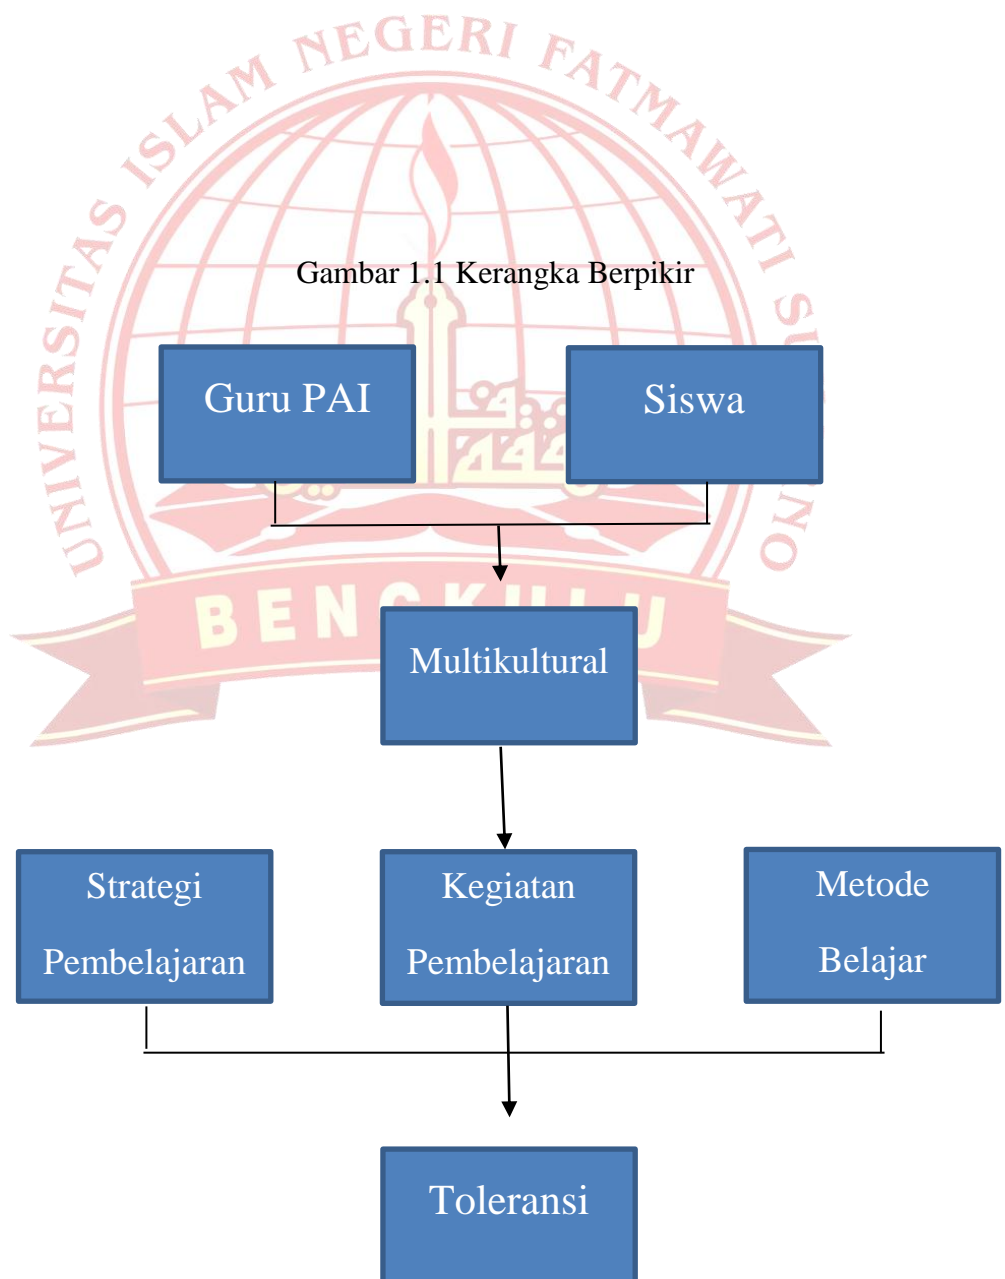 UNIVERSITAS ISLAM NEGERI FATMAWATI SU NO
Gambar 1.1 Kerangka Berpikir
Guru PAI
Siswa
BENGKULU
Multikultural
Strategi
Pembelajaran
Kegiatan
Pembelajaran
Metode
Belajar
Toleransi